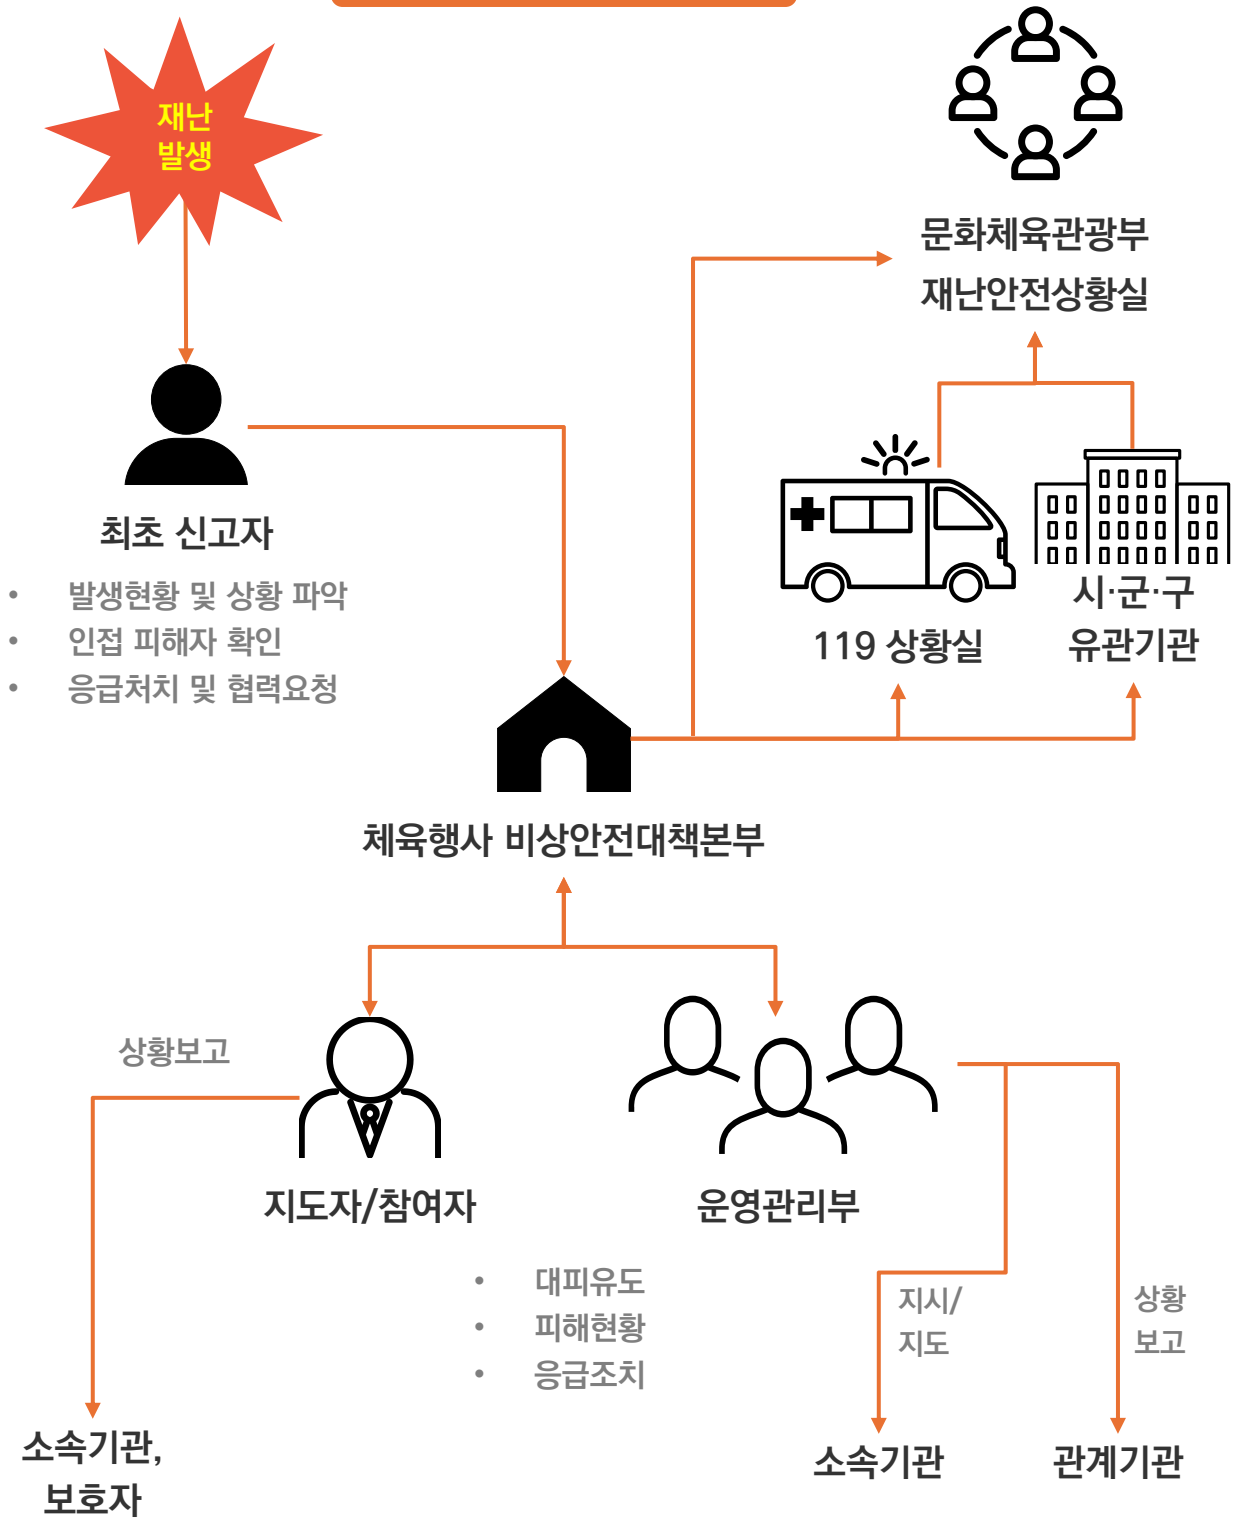 재난
발생
문화체육관광부
재난안전상황실
최초 신고자
• 발생현황 및 상황 파악
• 인접 피해자 확인
• 응급처치 및 협력요청
119 상황실
시·군·구
유관기관
체육행사 비상안전대책본부
상황보고
지도자/참여자
운영관리부
• 대피유도
• 피해현황
• 응급조치
지시/
지도
상황
보고
소속기관,
보호자
소속기관
관계기관